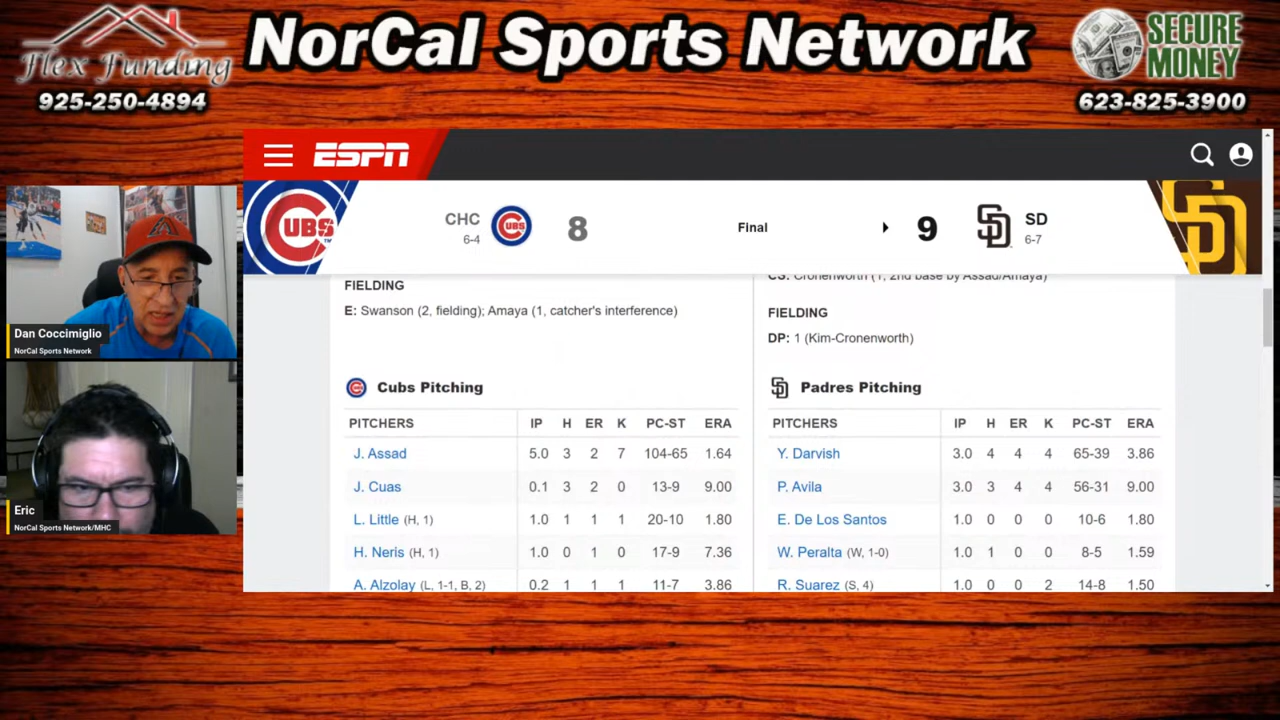 Flex Funding
925-250-4894
NorCal Sports Network
SECURE
MONEY
623-825-3900
ESPN
CUBS
CHC
6-4
CUBS
8
Final
9
SD
SD
6-7
SD
Dan Coccimiglio
NorCal Sports Network
Eric
NorCal Sports Network/MHC
FIELDING
E: Swanson (2, fielding); Amaya (1, catcher's interference)
CS: Cronenworth (1, 2nd base by Assad/Amaya)
FIELDING
DP: 1 (Kim-Cronenworth)
Cubs Pitching
PITCHERS IP H ER K PC-ST ERA
J. Assad 5.0 3 2 7 104-65 1.64
J. Cuas 0.1 3 2 0 13-9 9.00
L. Little (H, 1) 1.0 1 1 1 20-10 1.80
H. Neris (H, 1) 1.0 0 1 0 17-9 7.36
A. Alzolay (L, 1-1, B, 2) 0.2 1 1 1 11-7 3.86
Padres Pitching
PITCHERS IP H ER K PC-ST ERA
Y. Darvish 3.0 4 4 4 65-39 3.86
P. Avila 3.0 3 4 4 56-31 9.00
E. De Los Santos 1.0 0 0 0 10-6 1.80
W. Peralta (W, 1-0) 1.0 1 0 0 8-5 1.59
R. Suarez (S, 4) 1.0 0 0 2 14-8 1.50